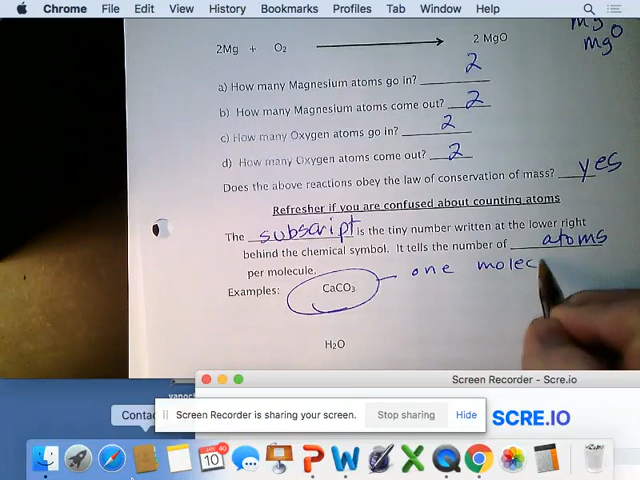 Chrome File Edit View History Bookmarks Profiles Tab Window Help
mg O
mg O
2Mg + O₂ 2 MgO
a) How many Magnesium atoms go in? 2
b) How many Magnesium atoms come out? 2
c) How many Oxygen atoms go in? 2
d) How many Oxygen atoms come out? 2
Does the above reactions obey the law of conservation of mass? yes
Refresher if you are confused about counting atoms
The subscript is the tiny number written at the lower right
behind the chemical symbol. It tells the number of atoms
per molecule.
Examples: CaCO₃ one molec
H₂O
Screen Recorder - Scre.io
Screen Recorder is sharing your screen. Stop sharing Hide
SCRE.IO
10